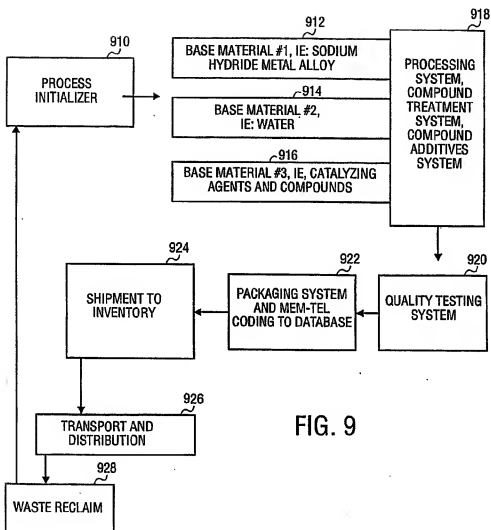 910
PROCESS
INITIALIZER
912
BASE MATERIAL #1, IE: SODIUM
HYDRIDE METAL ALLOY
914
BASE MATERIAL #2,
IE: WATER
916
BASE MATERIAL #3, IE, CATALYZING
AGENTS AND COMPOUNDS
918
PROCESSING
SYSTEM,
COMPOUND
TREATMENT
SYSTEM,
COMPOUND
ADDITIVES
SYSTEM
920
QUALITY TESTING
SYSTEM
922
PACKAGING SYSTEM
AND MEM-TEL
CODING TO DATABASE
924
SHIPMENT TO
INVENTORY
926
TRANSPORT AND
DISTRIBUTION
928
WASTE RECLAIM
FIG. 9